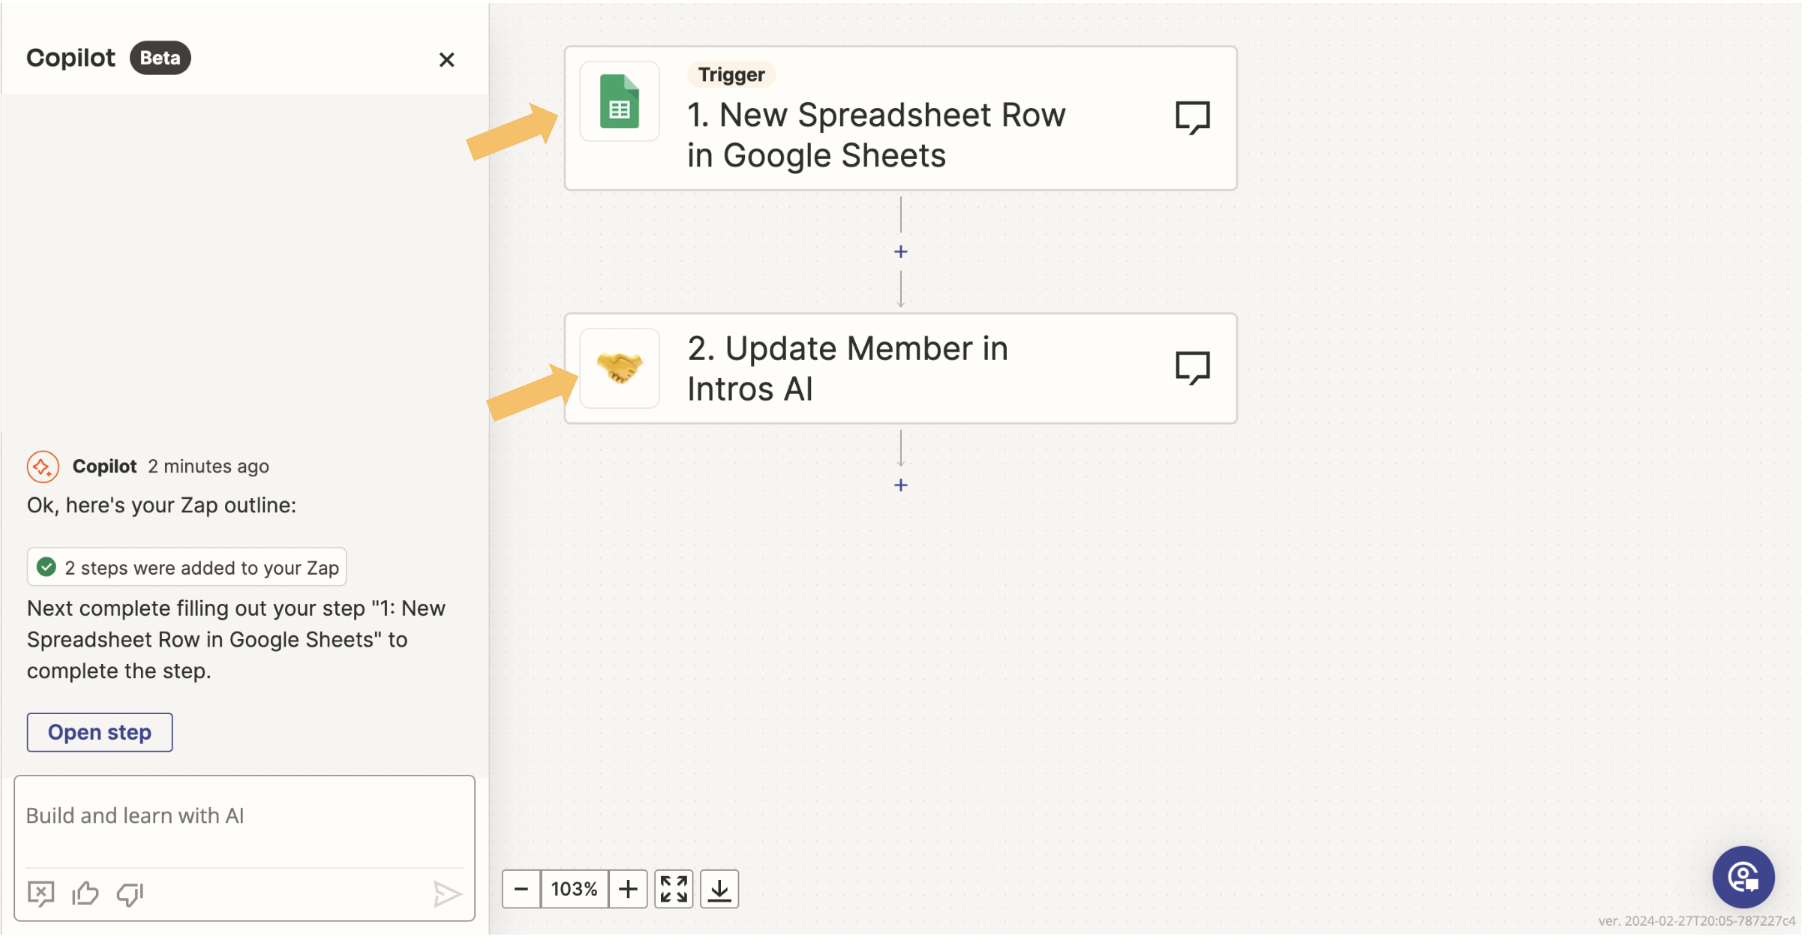 Copilot Beta
Trigger
1. New Spreadsheet Row
in Google Sheets
2. Update Member in
Intros AI
Copilot 2 minutes ago
Ok, here's your Zap outline:
2 steps were added to your Zap
Next complete filling out your step "1: New
Spreadsheet Row in Google Sheets" to
complete the step.
Open step
Build and learn with AI
103%
ver. 2024-02-27T20:05-787227c4